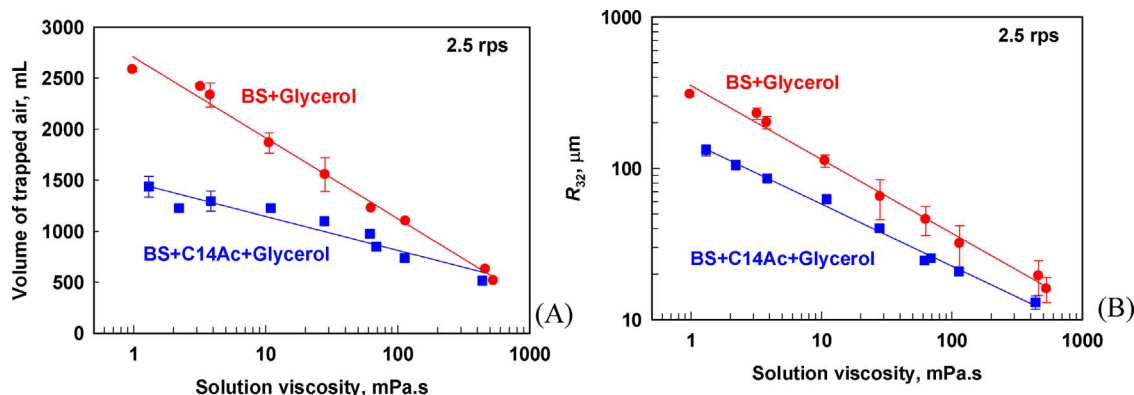 3000
2500
2000
1500
1000
500
0
Volume of trapped air, mL
2.5 rps
BS+Glycerol
BS+C14Ac+Glycerol
1 10 100 1000
Solution viscosity, mPa.s
(A)
1000
100
10
R32, μm
2.5 rps
BS+Glycerol
BS+C14Ac+Glycerol
1 10 100 1000
Solution viscosity, mPa.s
(B)